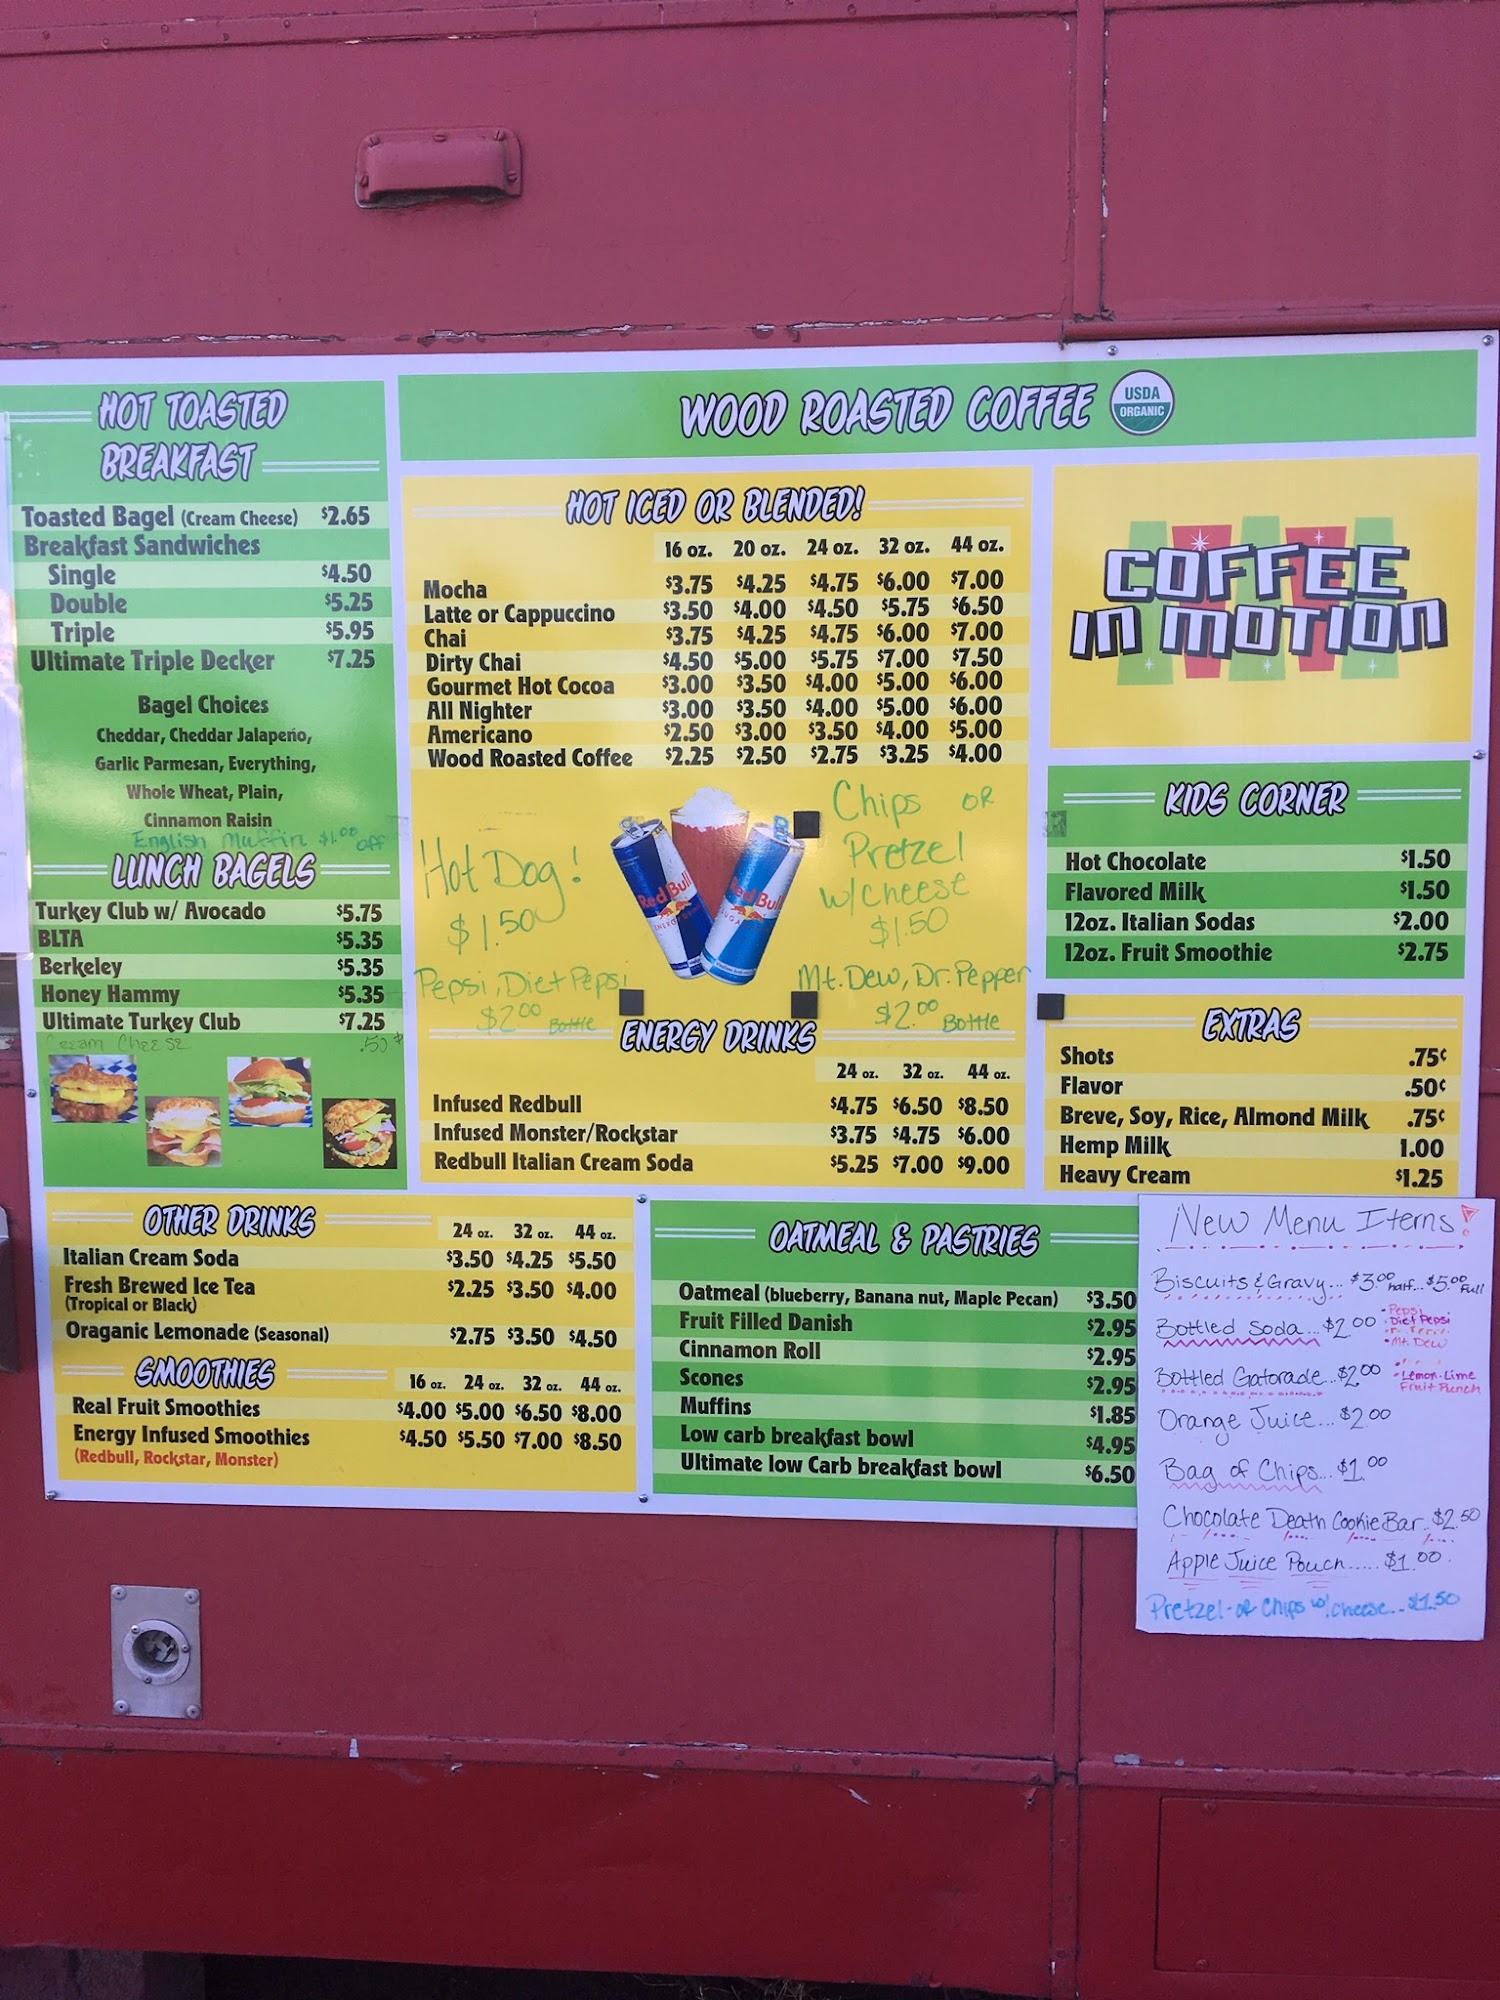 HOT TOASTED
BREAKFAST
Toasted Bagel (Cream Cheese) $2.65
Breakfast Sandwiches
Single $4.50
Double $5.25
Triple $5.95
Ultimate Triple Decker $7.25
Bagel Choices
Cheddar, Cheddar Jalapeño,
Garlic Parmesan, Everything,
Whole Wheat, Plain,
Cinnamon Raisin
English Muffin $1.00 off
LUNCH BAGELS
Turkey Club w/ Avocado $5.75
BLTA $5.35
Berkeley $5.35
Honey Hammy $5.35
Ultimate Turkey Club $7.25
Cream Cheese .50¢
WOOD ROASTED COFFEE
USDA
ORGANIC
HOT ICED OR BLENDED!
16 oz. 20 oz. 24 oz. 32 oz. 44 oz.
Mocha $3.75 $4.25 $4.75 $6.00 $7.00
Latte or Cappuccino $3.50 $4.00 $4.50 $5.75 $6.50
Chai $3.75 $4.25 $4.75 $6.00 $7.00
Dirty Chai $4.50 $5.00 $5.75 $7.00 $7.50
Gourmet Hot Cocoa $3.00 $3.50 $4.00 $5.00 $6.00
All Nighter $3.00 $3.50 $4.00 $5.00 $6.00
Americano $2.50 $3.00 $3.50 $4.00 $5.00
Wood Roasted Coffee $2.25 $2.50 $2.75 $3.25 $4.00
Hot Dog!
$1.50
Pepsi, Diet Pepsi
$2.00 Bottle
Red Bull
ENERGY
Red Bull
Chips or
Pretzel
w/cheese
$1.50
Mt. Dew, Dr. Pepper
$2.00 Bottle
ENERGY DRINKS
24 oz. 32 oz. 44 oz.
Infused Redbull $4.75 $6.50 $8.50
Infused Monster/Rockstar $3.75 $4.75 $6.00
Redbull Italian Cream Soda $5.25 $7.00 $9.00
COFFEE
IN MOTION
KIDS CORNER
Hot Chocolate $1.50
Flavored Milk $1.50
12oz. Italian Sodas $2.00
12oz. Fruit Smoothie $2.75
EXTRAS
Shots .75¢
Flavor .50¢
Breve, Soy, Rice, Almond Milk .75¢
Hemp Milk 1.00
Heavy Cream $1.25
OTHER DRINKS
24 oz. 32 oz. 44 oz.
Italian Cream Soda $3.50 $4.25 $5.50
Fresh Brewed Ice Tea $2.25 $3.50 $4.00
(Tropical or Black)
Oraganic Lemonade (Seasonal) $2.75 $3.50 $4.50
SMOOTHIES
16 oz. 24 oz. 32 oz. 44 oz.
Real Fruit Smoothies $4.00 $5.00 $6.50 $8.00
Energy Infused Smoothies $4.50 $5.50 $7.00 $8.50
(Redbull, Rockstar, Monster)
OATMEAL & PASTRIES
Oatmeal (blueberry, Banana nut, Maple Pecan) $3.50
Fruit Filled Danish $2.95
Cinnamon Roll $2.95
Scones $2.95
Muffins $1.85
Low carb breakfast bowl $4.95
Ultimate low Carb breakfast bowl $6.50
New Menu Items!
Biscuits & Gravy... $3.00 half... $5.00 Full
Bottled Soda... $2.00
• Pepsi
• Diet Pepsi
• Mt. Dew
Bottled Gatorade... $2.00
• Lemon-Lime
Fruit Punch
Orange Juice... $2.00
Bag of Chips... $1.00
Chocolate Death Cookie Bar.. $2.50
Apple Juice Pouch..... $1.00.
Pretzel-or chips w/ cheese... $1.50